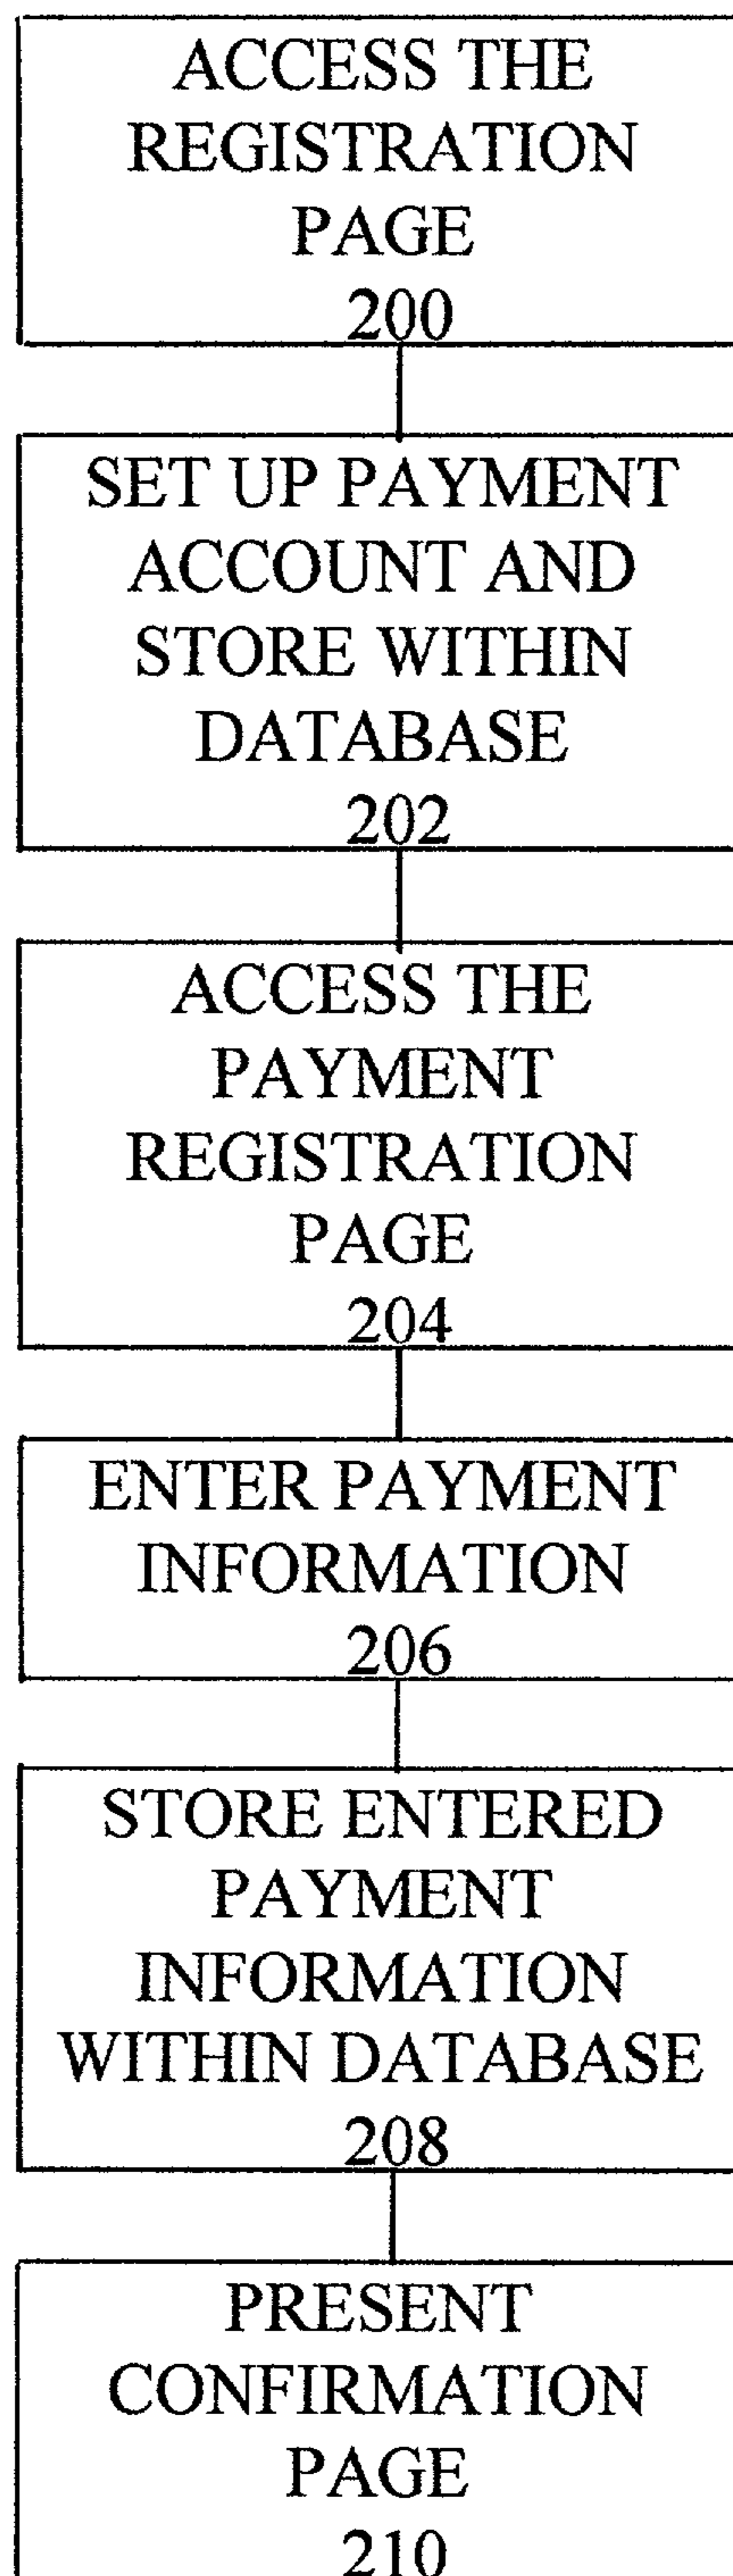 ACCESS THE
REGISTRATION
PAGE
200
SET UP PAYMENT
ACCOUNT AND
STORE WITHIN
DATABASE
202
ACCESS THE
PAYMENT
REGISTRATION
PAGE
204
ENTER PAYMENT
INFORMATION
206
STORE ENTERED
PAYMENT
INFORMATION
WITHIN DATABASE
208
PRESENT
CONFIRMATION
PAGE
210